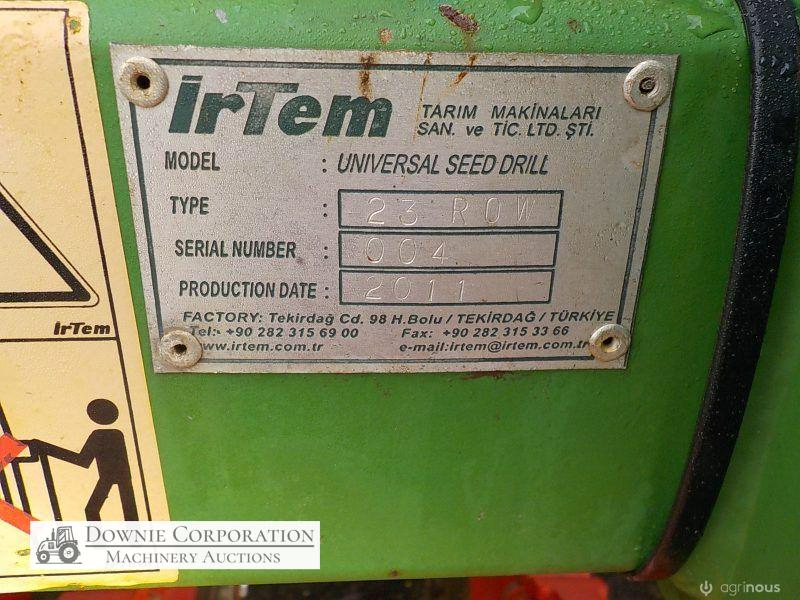 İrTem TARIM MAKİNALARI
SAN. ve TİC. LTD. ŞTİ.
MODEL : UNIVERSAL SEED DRILL
TYPE : 23 ROW
SERIAL NUMBER : 004
PRODUCTION DATE : 2011
FACTORY: Tekirdağ Cd. 98 H.Bolu / TEKİRDAĞ / TÜRKİYE
Tel:- +90 282 315 69 00 Fax: +90 282 315 33 66
www.irtem.com.tr e-mail:irtem@irtem.com.tr
İrTem
DOWNIE CORPORATION
MACHINERY AUCTIONS
agrinous